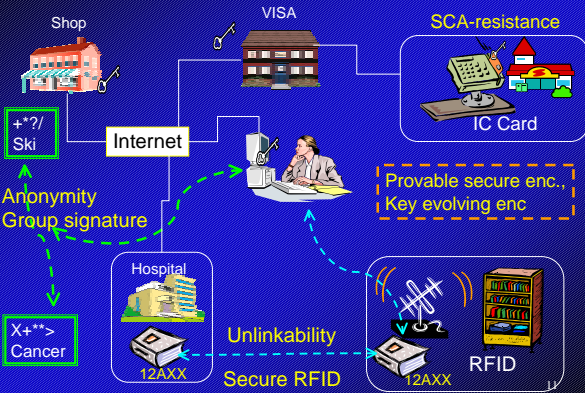 Shop
VISA
SCA-resistance
IC Card
+*?/
Ski
Internet
Anonymity
Group signature
Provable secure enc.,
Key evolving enc
Hospital
X+**>
Cancer
12AXX
Unlinkability
Secure RFID
12AXX
RFID
11